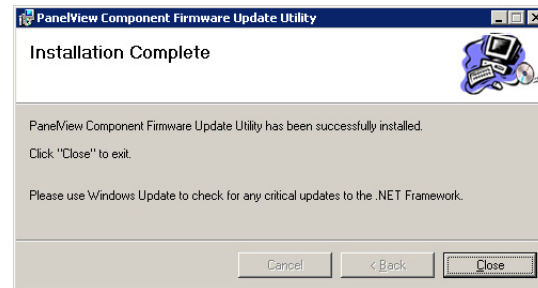 PanelView Component Firmware Update Utility
Installation Complete
PanelView Component Firmware Update Utility has been successfully installed.
Click "Close" to exit.
Please use Windows Update to check for any critical updates to the .NET Framework.
Cancel
< Back
Close